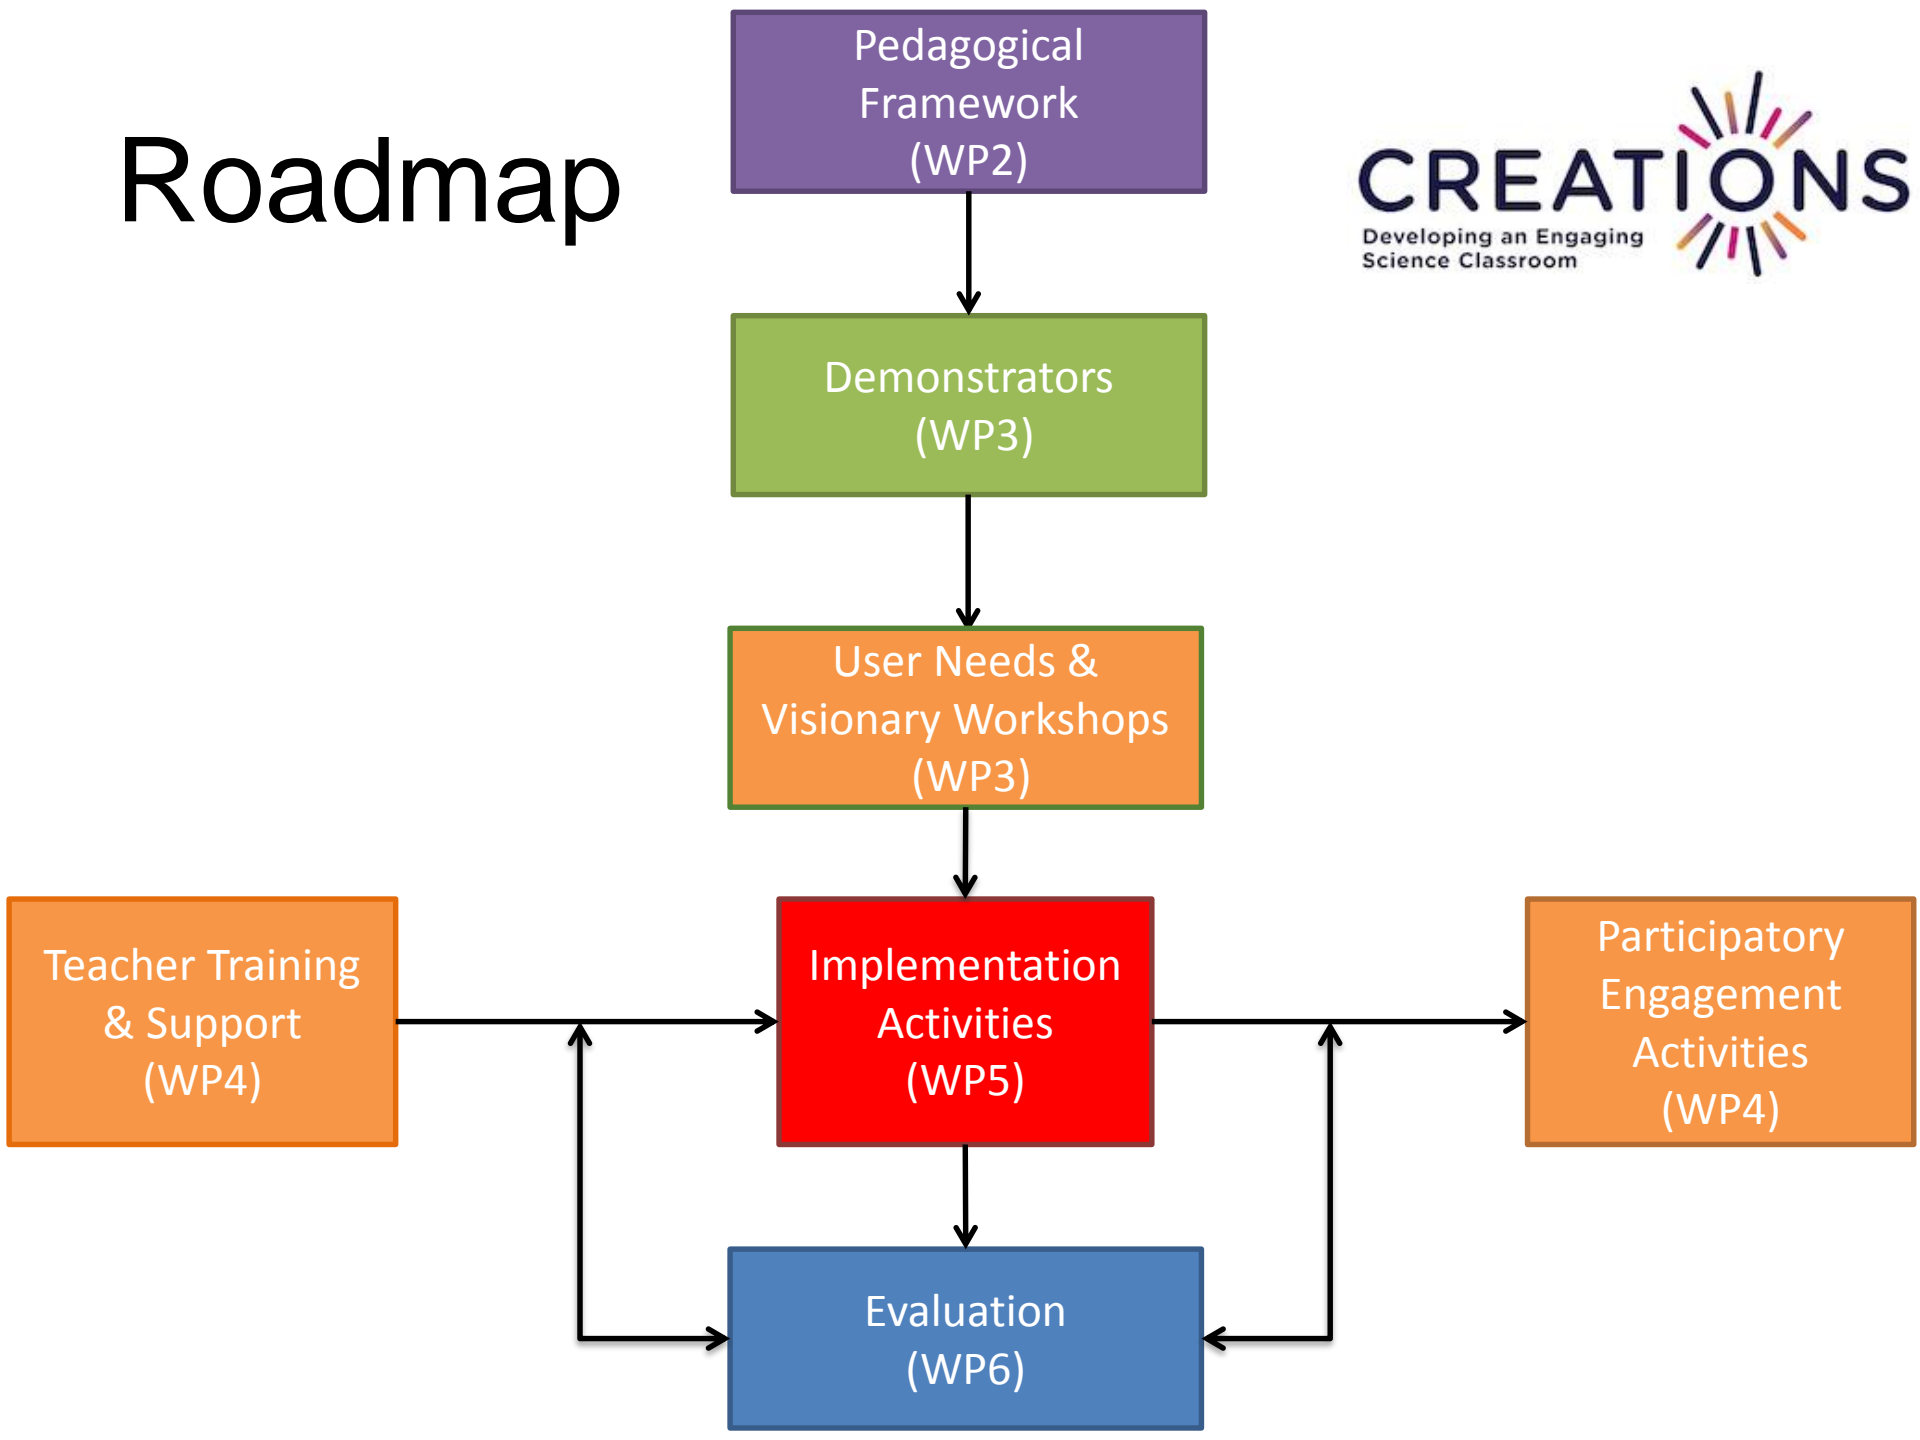 Roadmap
Pedagogical
Framework
(WP2)
CREATIONS
Developing an Engaging
Science Classroom
Demonstrators
(WP3)
User Needs &
Visionary Workshops
(WP3)
Teacher Training
& Support
(WP4)
Implementation
Activities
(WP5)
Participatory
Engagement
Activities
(WP4)
Evaluation
(WP6)